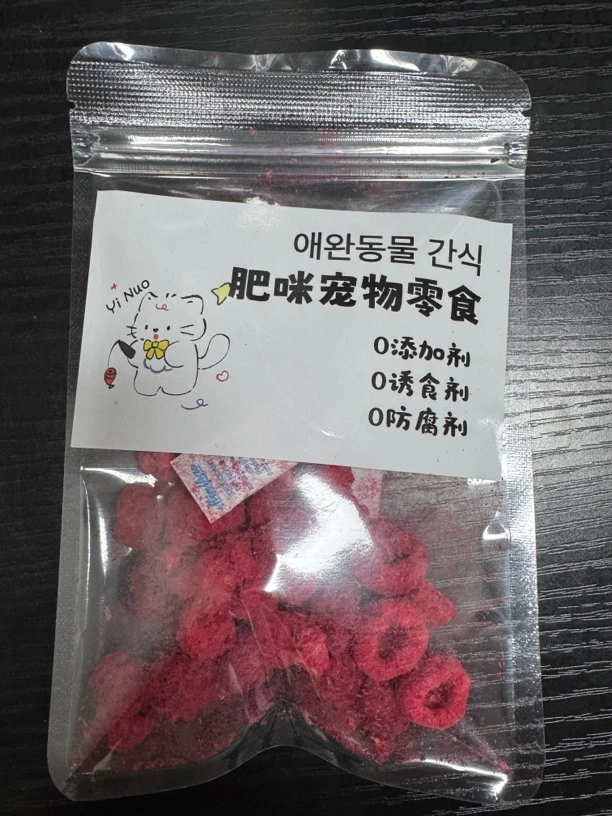 애완동물 간식
Yi Nuo
肥咪宠物零食
0添加剂
0诱食剂
0防腐剂